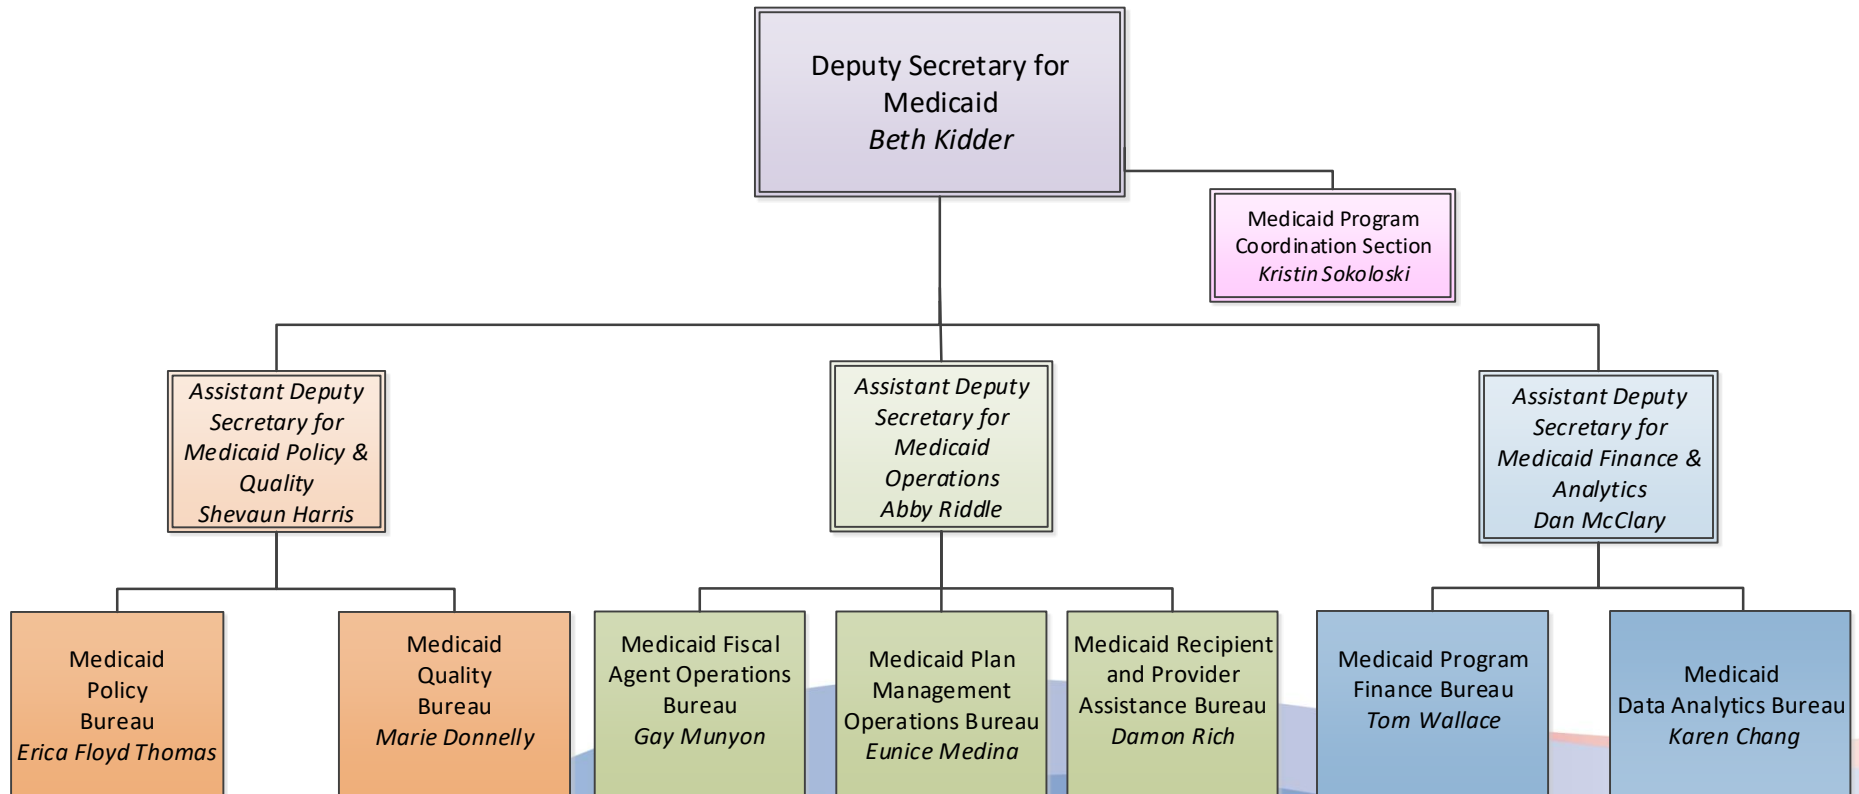 Deputy Secretary for
Medicaid
Beth Kidder
Medicaid Program
Coordination Section
Kristin Sokoloski
Assistant Deputy
Secretary for
Medicaid Policy &
Quality
Shevaun Harris
Assistant Deputy
Secretary for
Medicaid
Operations
Abby Riddle
Assistant Deputy
Secretary for
Medicaid Finance &
Analytics
Dan McClary
Medicaid
Policy
Bureau
Erica Floyd Thomas
Medicaid
Quality
Bureau
Marie Donnelly
Medicaid Fiscal
Agent Operations
Bureau
Gay Munyon
Medicaid Plan
Management
Operations Bureau
Eunice Medina
Medicaid Recipient
and Provider
Assistance Bureau
Damon Rich
Medicaid Program
Finance Bureau
Tom Wallace
Medicaid
Data Analytics Bureau
Karen Chang